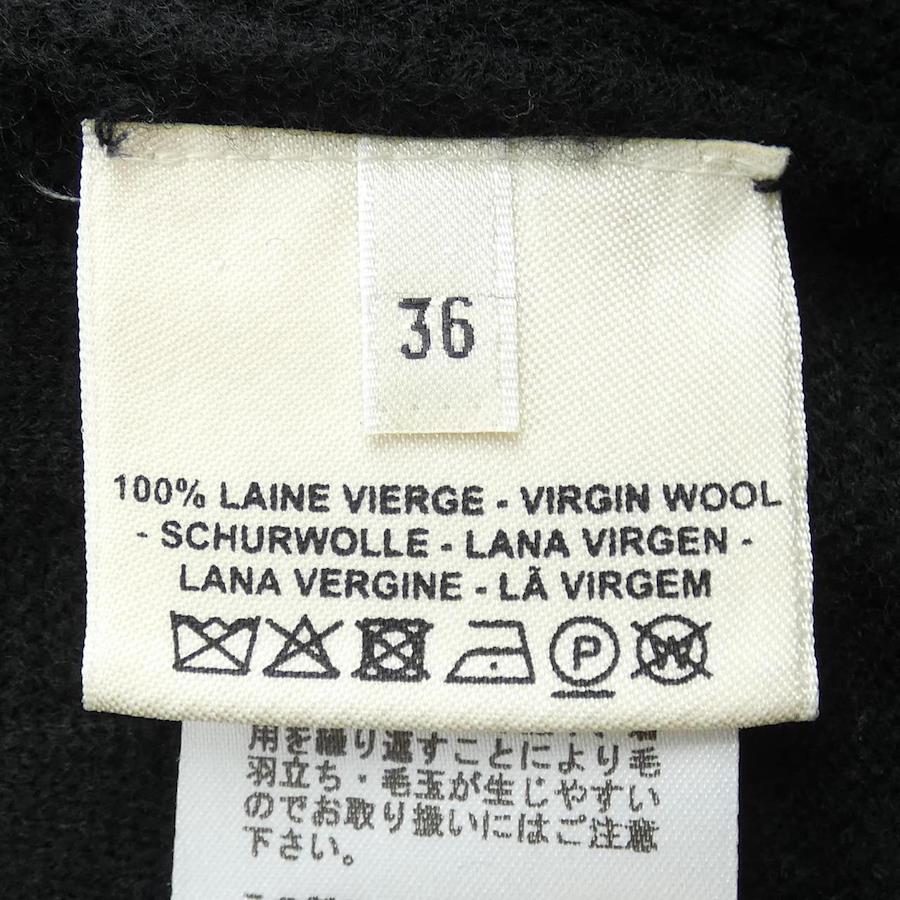 36
100% LAINE VIERGE - VIRGIN WOOL
- SCHURWOLLE - LANA VIRGEN -
LANA VERGINE - LÃ VIRGEM
P
W
用を繰り返すことにより毛
羽立ち・毛玉が生じやすい
のでお取り扱いにはご注意
下さい。